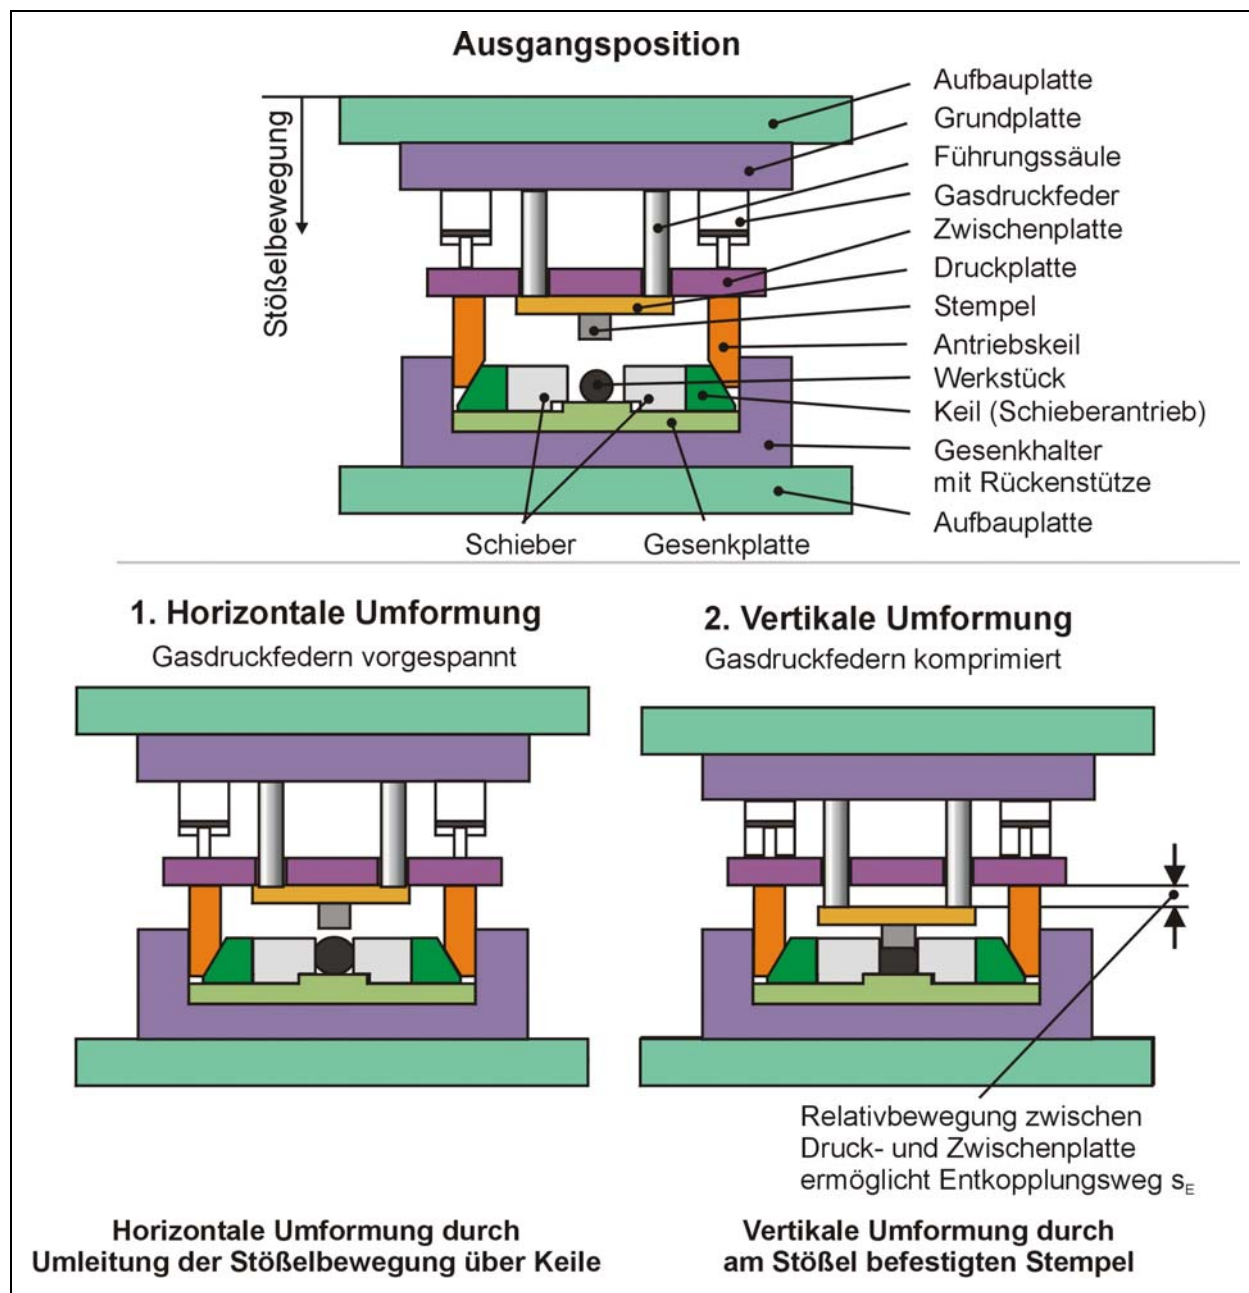 Ausgangsposition
Stößelbewegung
Aufbauplatte
Grundplatte
Führungssäule
Gasdruckfeder
Zwischenplatte
Druckplatte
Stempel
Antriebskeil
Werkstück
Keil (Schieberantrieb)
Gesenkhalter
mit Rückenstütze
Aufbauplatte
Schieber
Gesenkplatte
1. Horizontale Umformung
Gasdruckfedern vorgespannt
2. Vertikale Umformung
Gasdruckfedern komprimiert
Relativbewegung zwischen
Druck- und Zwischenplatte
ermöglicht Entkopplungsweg sE
Horizontale Umformung durch
Umleitung der Stößelbewegung über Keile
Vertikale Umformung durch
am Stößel befestigten Stempel